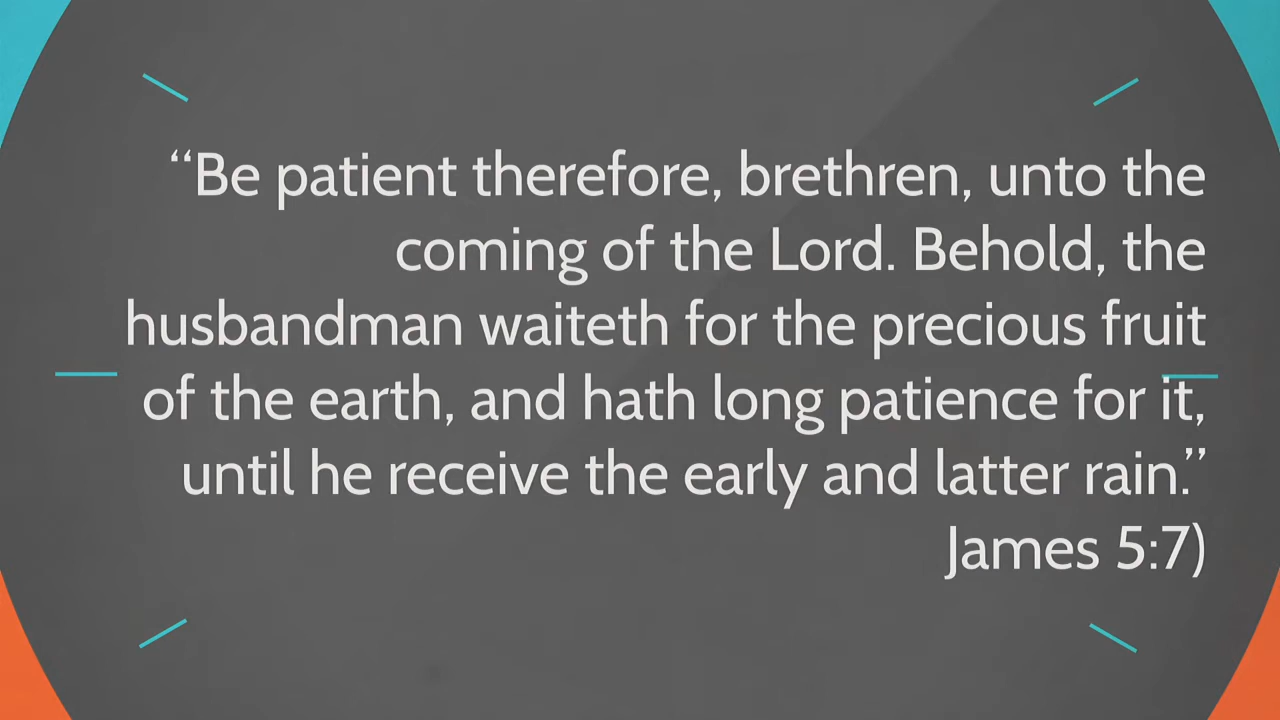 “Be patient therefore, brethren, unto the
coming of the Lord. Behold, the
husbandman waiteth for the precious fruit
of the earth, and hath long patience for it,
until he receive the early and latter rain.”
James 5:7)